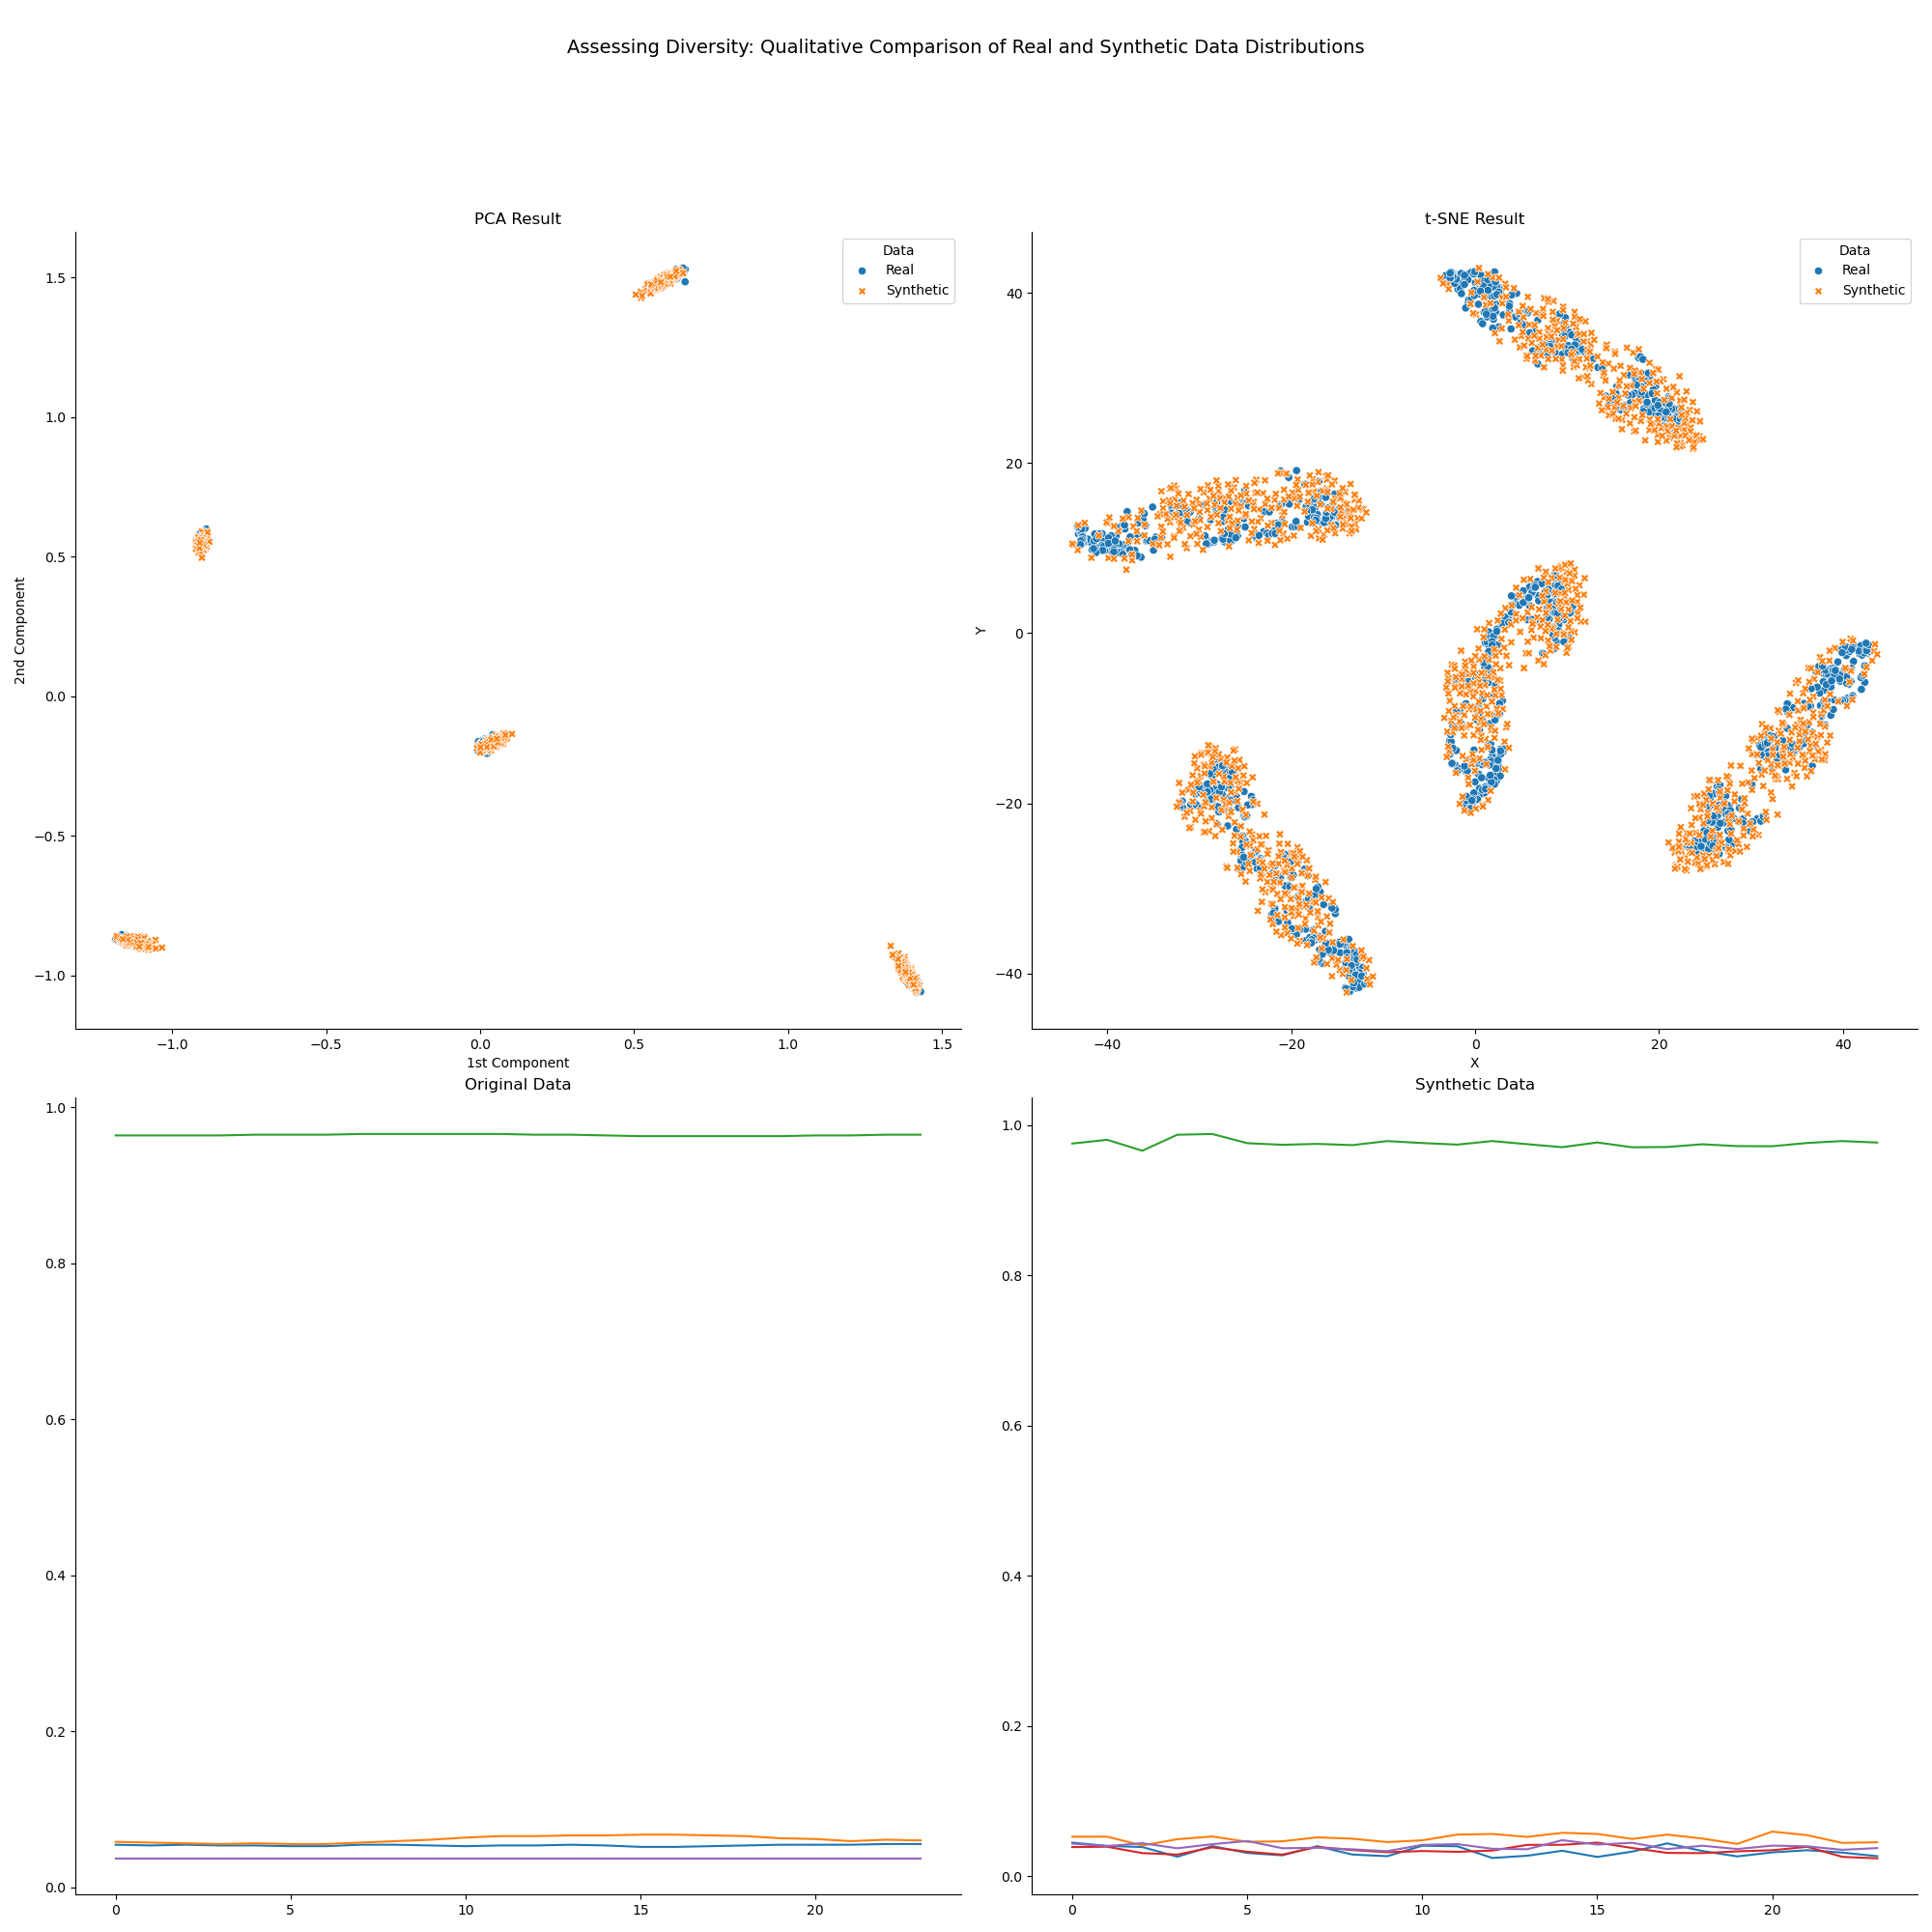 Assessing Diversity: Qualitative Comparison of Real and Synthetic Data Distributions
PCA Result
Data
Real
Synthetic
1.5
1.0
0.5
0.0
−0.5
−1.0
2nd Component
−1.0 −0.5 0.0 0.5 1.0 1.5
1st Component
t-SNE Result
Data
Real
Synthetic
40
20
0
−20
−40
Y
−40 −20 0 20 40
X
Original Data
1.0
0.8
0.6
0.4
0.2
0.0
0 5 10 15 20
Synthetic Data
1.0
0.8
0.6
0.4
0.2
0.0
0 5 10 15 20